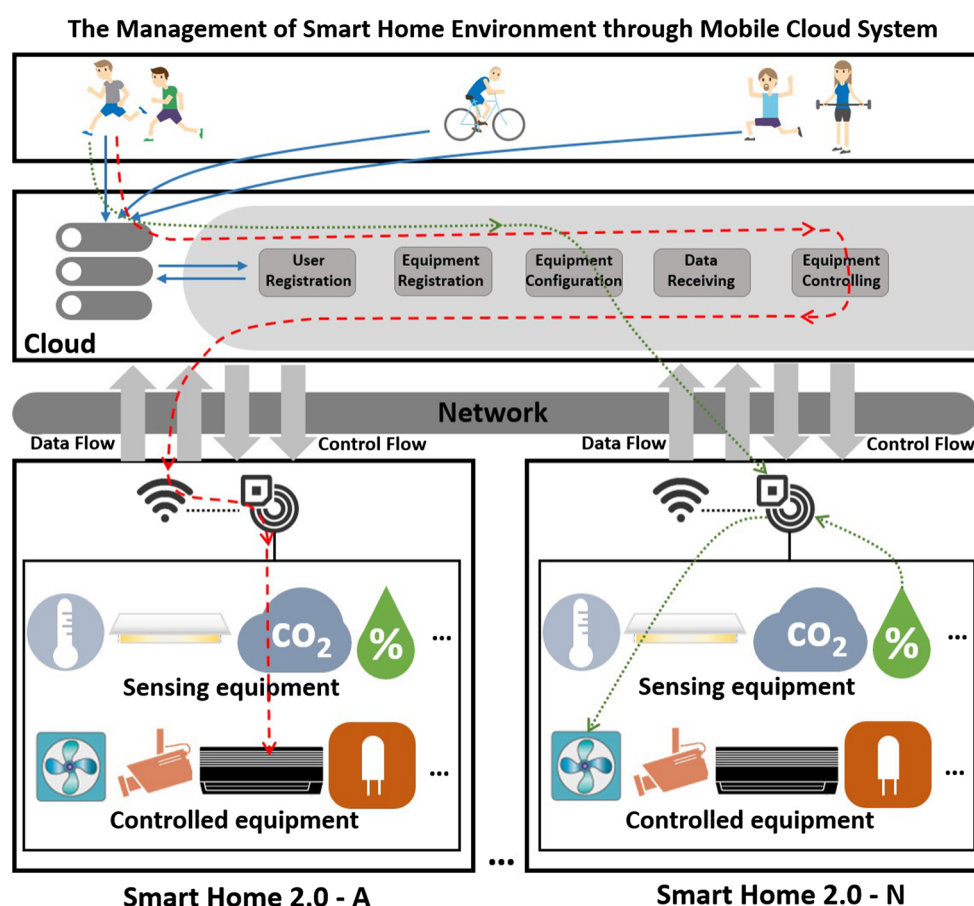 The Management of Smart Home Environment through Mobile Cloud System
User
Registration
Equipment
Registration
Equipment
Configuration
Data
Receiving
Equipment
Controlling
Cloud
Network
Data Flow
Control Flow
Data Flow
Control Flow
CO2
%
...
Sensing equipment
...
Controlled equipment
CO2
%
...
Sensing equipment
...
Controlled equipment
...
Smart Home 2.0 - A
Smart Home 2.0 - N